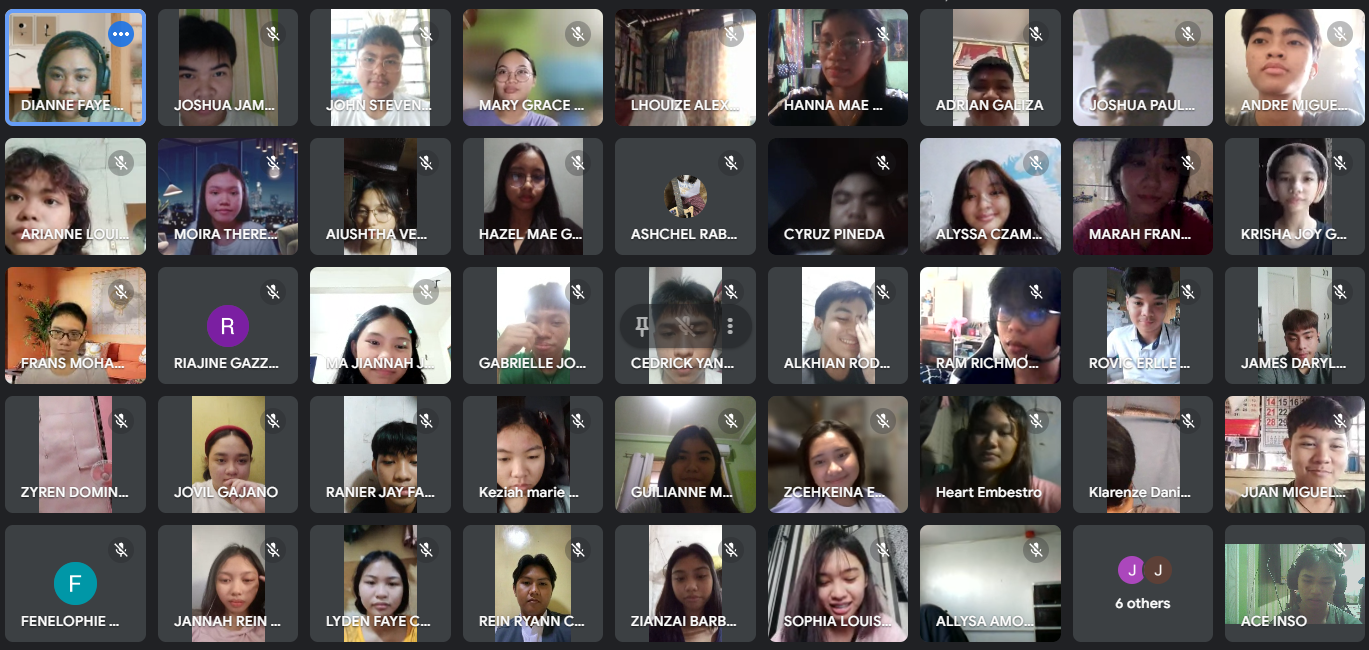 DIANNE FAYE ...
JOSHUA JAM...
JOHN STEVEN...
MARY GRACE ...
LHOUIZE ALEX...
HANNA MAE ...
ADRIAN GALIZA
JOSHUA PAUL...
ANDRE MIGUE...
ARIANNE LOUI...
MOIRA THERE...
AIUSHTHA VE...
HAZEL MAE G...
ASHCHEL RAB...
CYRUZ PINEDA
ALYSSA CZAM...
MARAH FRAN...
KRISHA JOY G...
FRANS MOHA...
R
RIAJINE GAZZ...
MA JIANNAH J...
GABRIELLE JO...
CEDRICK YAN...
ALKHIAN ROD...
RAM RICHMO...
ROVIC ERLLE ...
JAMES DARYL...
ZYREN DOMIN...
JOVIL GAJANO
RANIER JAY FA...
Keziah marie ...
GUILIANNE M...
ZCEHKEINA E...
Heart Embestro
Klarenze Dani...
JUAN MIGUEL...
F
FENELOPHIE ...
JANNAH REIN ...
LYDEN FAYE C...
REIN RYANN C...
ZIANZAI BARB...
SOPHIA LOUIS...
ALLYSA AMO...
J J
6 others
ACE INSO